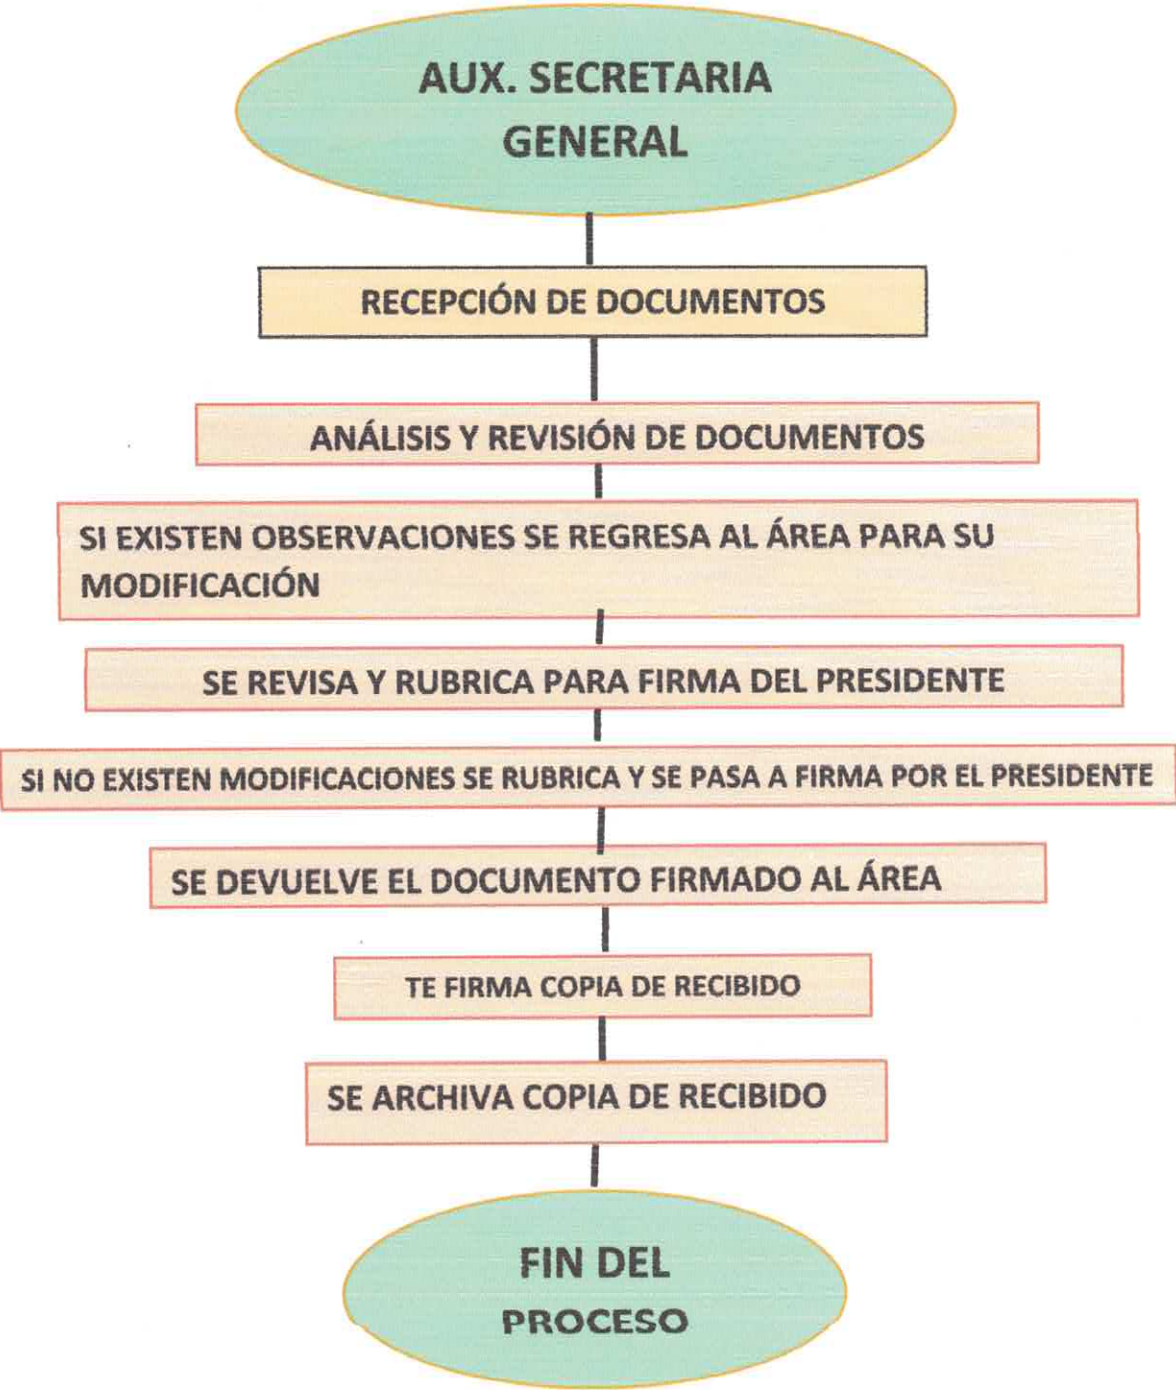 AUX. SECRETARIA
GENERAL
RECEPCIÓN DE DOCUMENTOS
ANÁLISIS Y REVISIÓN DE DOCUMENTOS
SI EXISTEN OBSERVACIONES SE REGRESA AL ÁREA PARA SU
MODIFICACIÓN
SE REVISA Y RUBRICA PARA FIRMA DEL PRESIDENTE
SI NO EXISTEN MODIFICACIONES SE RUBRICA Y SE PASA A FIRMA POR EL PRESIDENTE
SE DEVUELVE EL DOCUMENTO FIRMADO AL ÁREA
TE FIRMA COPIA DE RECIBIDO
SE ARCHIVA COPIA DE RECIBIDO
FIN DEL
PROCESO